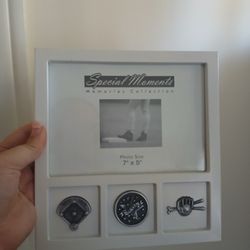 Special Moments
Memories Collection
Photo Size
7" x 5"